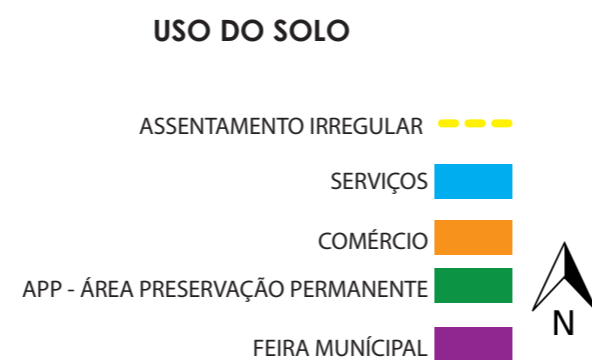 USO DO SOLO
ASSENTAMENTO IRREGULAR
SERVIÇOS
COMÉRCIO
APP - ÁREA PRESERVAÇÃO PERMANENTE
FEIRA MUNÍCIPAL
N